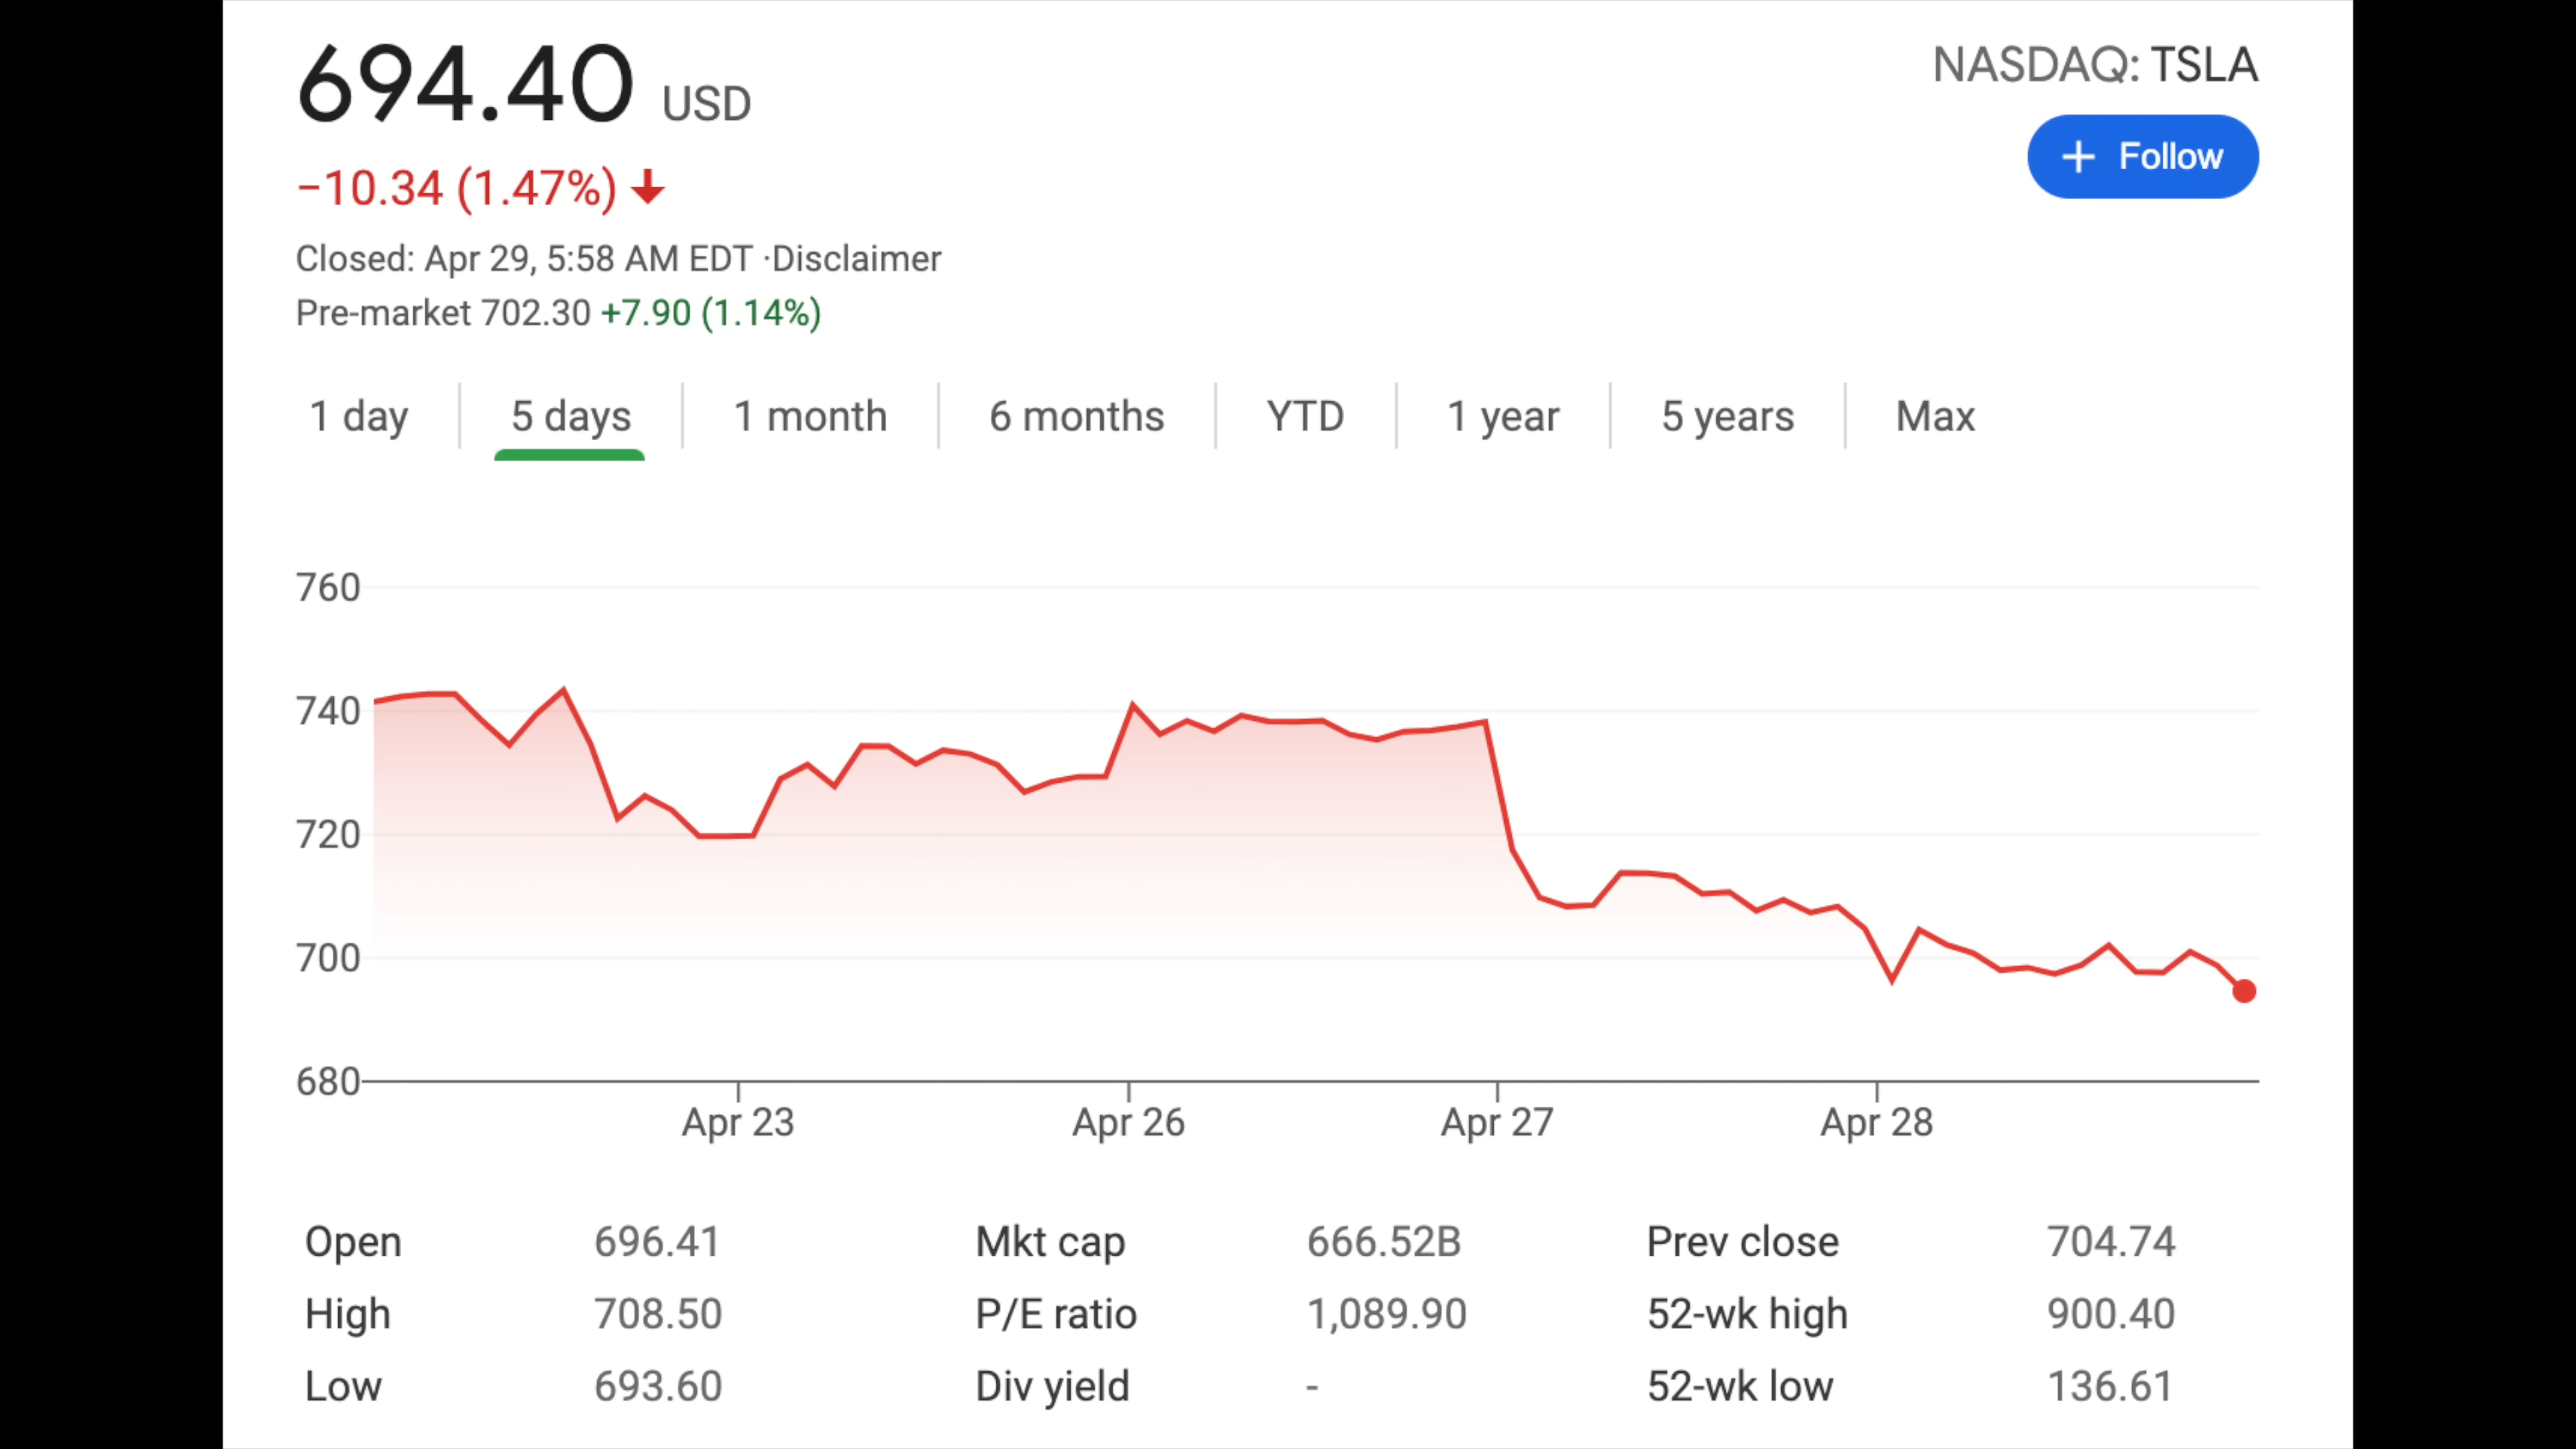 694.40 USD
NASDAQ: TSLA
+ Follow
−10.34 (1.47%)
Closed: Apr 29, 5:58 AM EDT ·Disclaimer
Pre-market 702.30 +7.90 (1.14%)
1 day 5 days 1 month 6 months YTD 1 year 5 years Max
760
740
720
700
680
Apr 23 Apr 26 Apr 27 Apr 28
Open 696.41 Mkt cap 666.52B Prev close 704.74
High 708.50 P/E ratio 1,089.90 52-wk high 900.40
Low 693.60 Div yield - 52-wk low 136.61